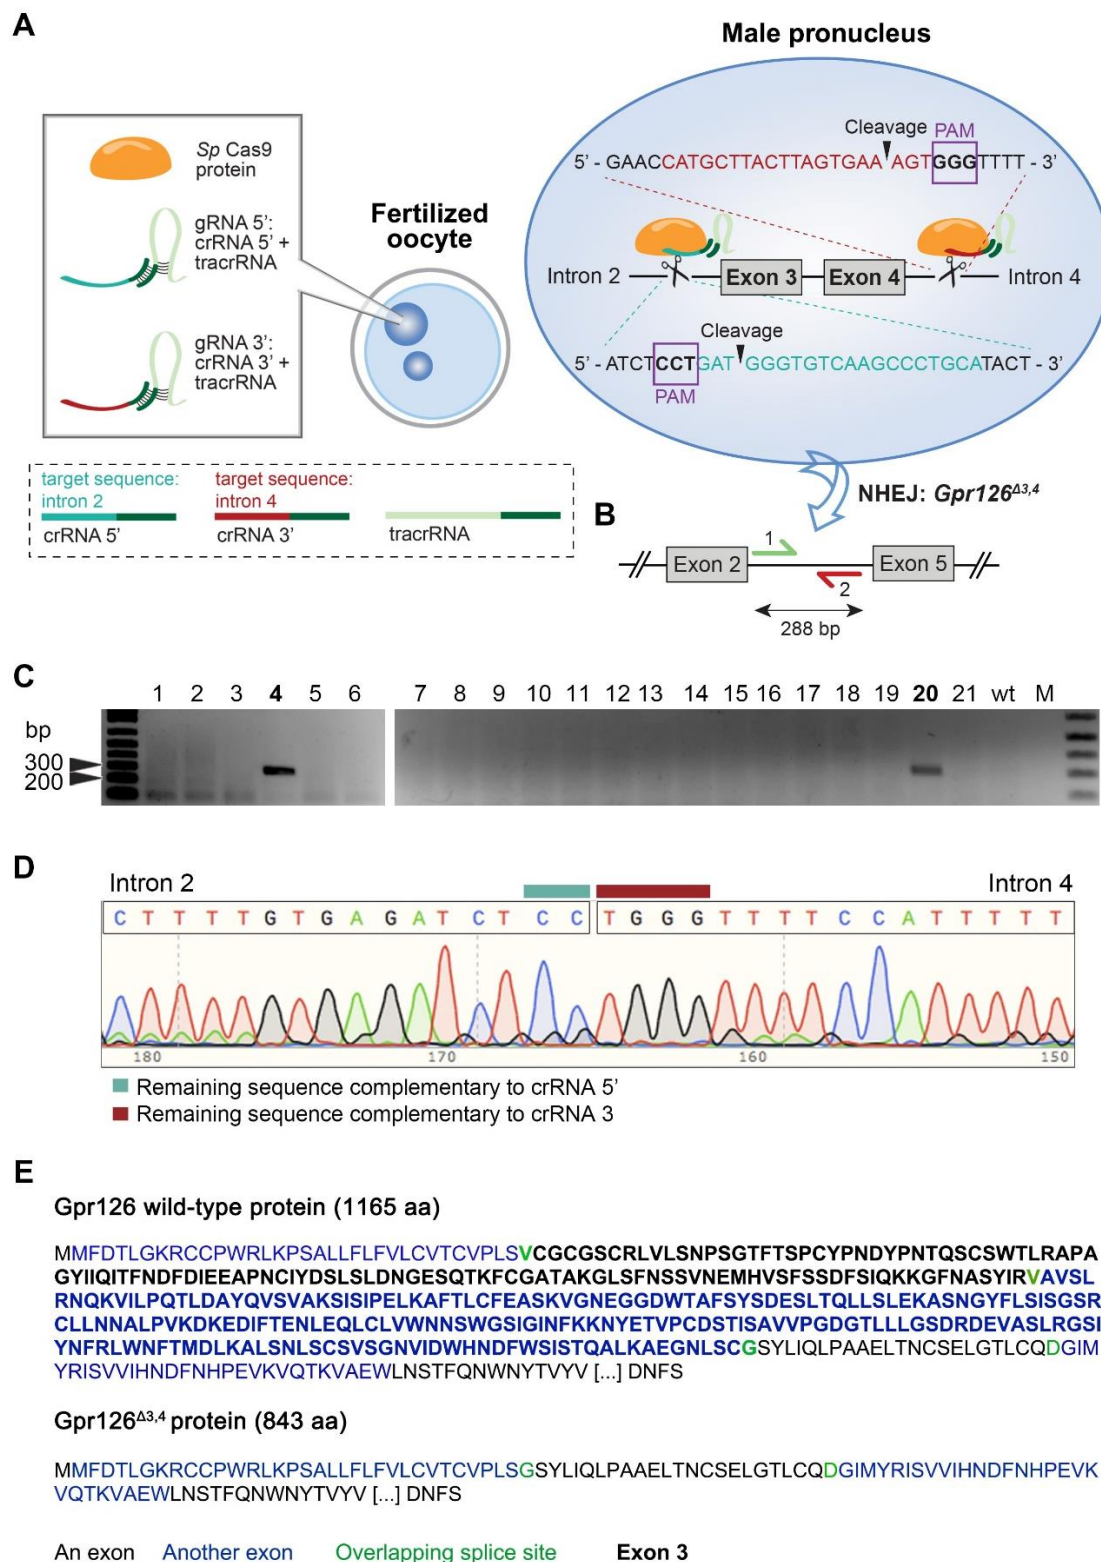 A
Male pronucleus
Sp Cas9
protein
gRNA 5':
crRNA 5' +
tracrRNA
gRNA 3':
crRNA 3' +
tracrRNA
Fertilized
oocyte
Cleavage
PAM
5' - GAACCATGCTTACTTAGTGAA AGTGGGTTTT - 3'
Intron 2
Exon 3
Exon 4
Intron 4
Cleavage
5' - ATCTCCTGAT GGGTGTCAAGCCCTGCATACT - 3'
PAM
target sequence:
intron 2
crRNA 5'
target sequence:
intron 4
crRNA 3'
tracrRNA
NHEJ: Gpr126Δ3,4
B
Exon 2
1
2
Exon 5
288 bp
C
1 2 3 4 5 6 7 8 9 10 11 12 13 14 15 16 17 18 19 20 21 wt M
bp
300
200
D
Intron 2
Intron 4
C T T T T G T G A G A T C T C C T G G G T T T T C C A T T T T T
180 170 160 150
Remaining sequence complementary to crRNA 5'
Remaining sequence complementary to crRNA 3
E
Gpr126 wild-type protein (1165 aa)
MMFDTLGKRCCPWRLKPSALLFLFVLCVTCVPLSVCGCGSCRLVLSNPSGTFTSPCYPNDYPNTQSCSWTLRAPA
GYIIQITFNDFDIEEAPNCIYDSLSLDNGESQTKFCGATAKGLSFNSSVNEMHVSFSSDFSIQKKGFNASYIRVAVSL
RNQKVILPQTLDAYQVSVAKSISIPELKAFTLCFEASKVGNEGGDWTAFSYSDESLTQLLSLEKASNGYFLSISGSR
CLLNNALPVKDKEDIFTENLEQLCLVWNNSWGSIGINFKKNYETVPCDSTISAVVPGDGTLLLGSDRDEVASLRGSI
YNFRLWNFTMDLKALSNLSCSVSGNVIDWHNDFWSISTQALKAEGNLSCGSYLIQLPAAELTNCSELGTLCQDGIM
YRISVVIHNDFNHPEVKVQTKVAEWLNSTFQNWNYTVYV [...] DNFS
Gpr126Δ3,4 protein (843 aa)
MMFDTLGKRCCPWRLKPSALLFLFVLCVTCVPLSGSYLIQLPAAELTNCSELGTLCQDGIMYRISVVIHNDFNHPEVK
VQTKVAEWLNSTFQNWNYTVYV [...] DNFS
An exon Another exon Overlapping splice site Exon 3